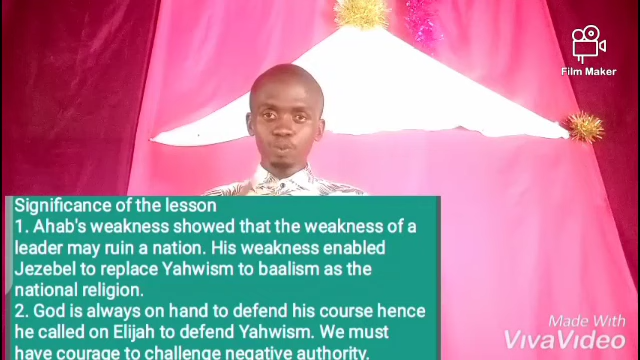 Film Maker
Significance of the lesson
1. Ahab's weakness showed that the weakness of a
leader may ruin a nation. His weakness enabled
Jezebel to replace Yahwism to baalism as the
national religion.
2. God is always on hand to defend his course hence
he called on Elijah to defend Yahwism. We must
have courage to challenge negative authority,
Made With
VivaVideo